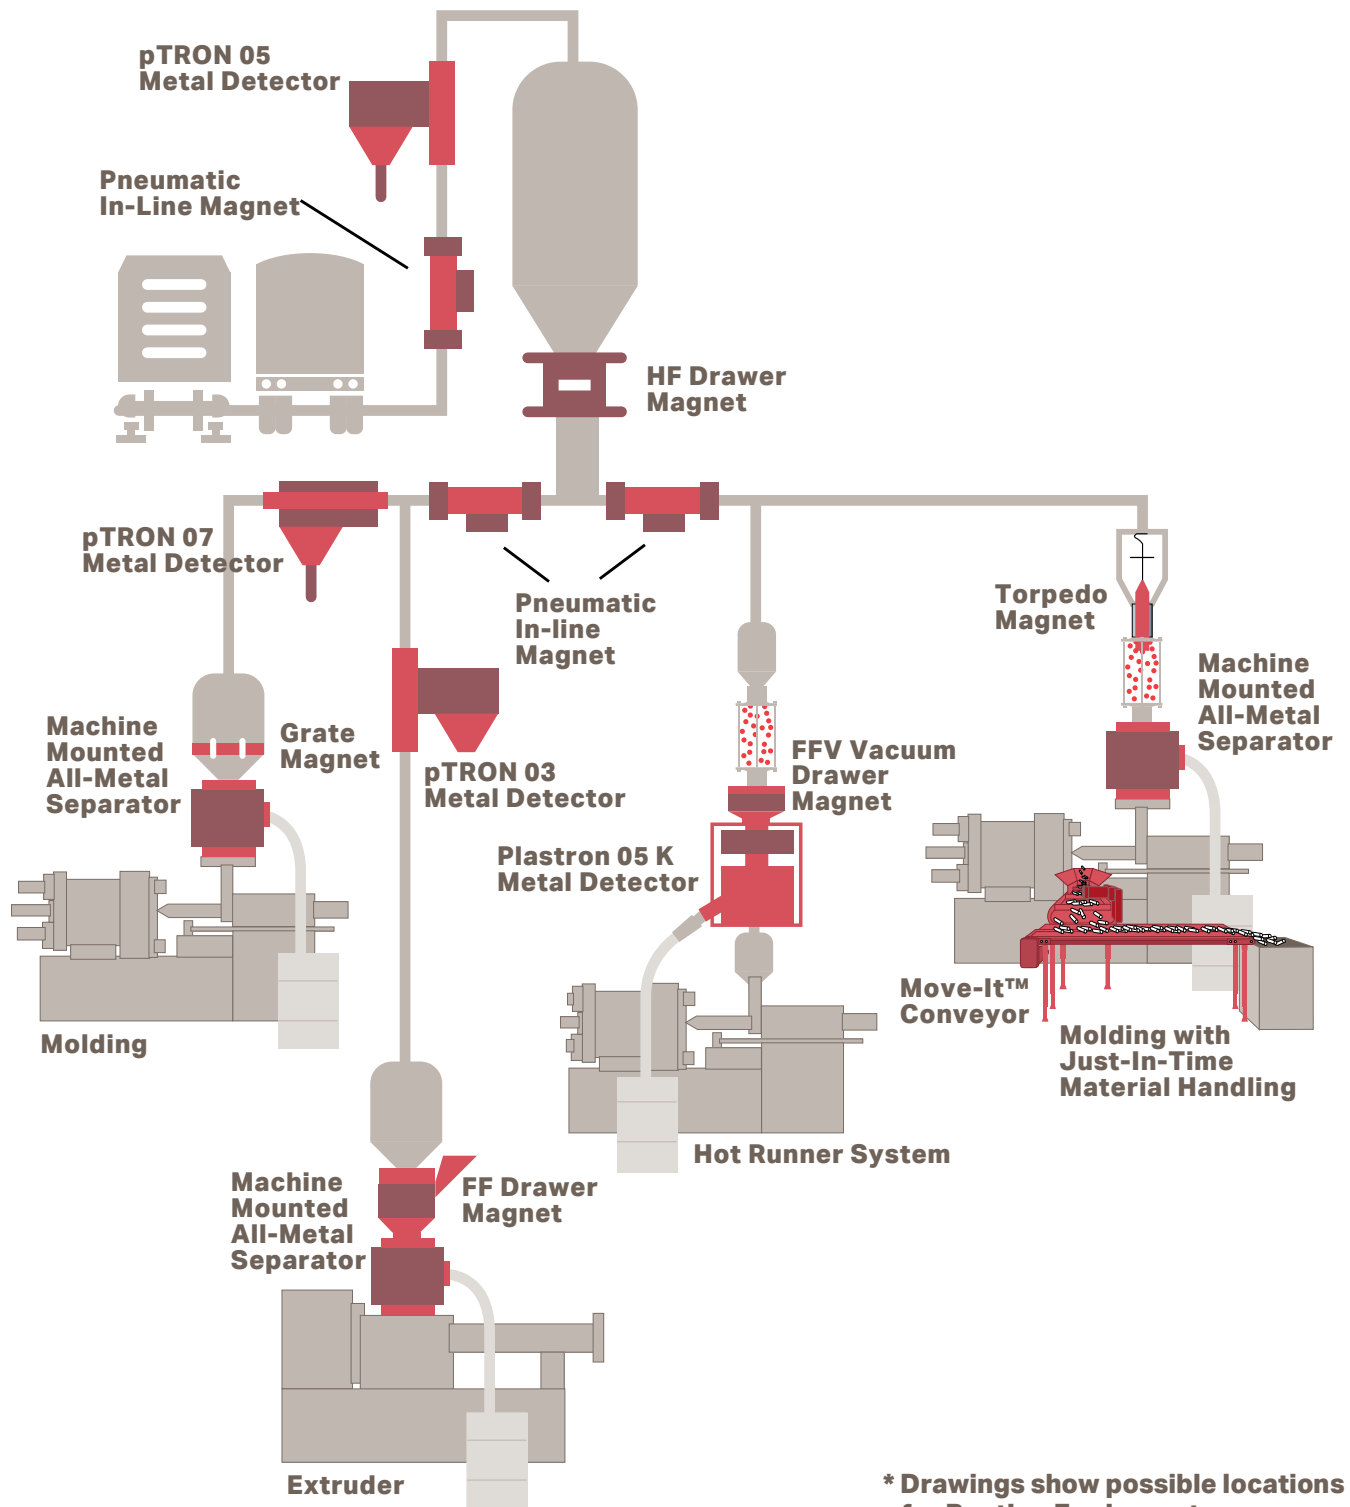 pTRON 05
Metal Detector
Pneumatic
In-Line Magnet
HF Drawer
Magnet
pTRON 07
Metal Detector
Pneumatic
In-line
Magnet
Torpedo
Magnet
Machine
Mounted
All-Metal
Separator
Machine
Mounted
All-Metal
Separator
Grate
Magnet
pTRON 03
Metal Detector
FFV Vacuum
Drawer
Magnet
Plastron 05 K
Metal Detector
Move-It™
Conveyor
Molding
Molding with
Just-In-Time
Material Handling
Hot Runner System
Machine
Mounted
All-Metal
Separator
FF Drawer
Magnet
Extruder
* Drawings show possible locations